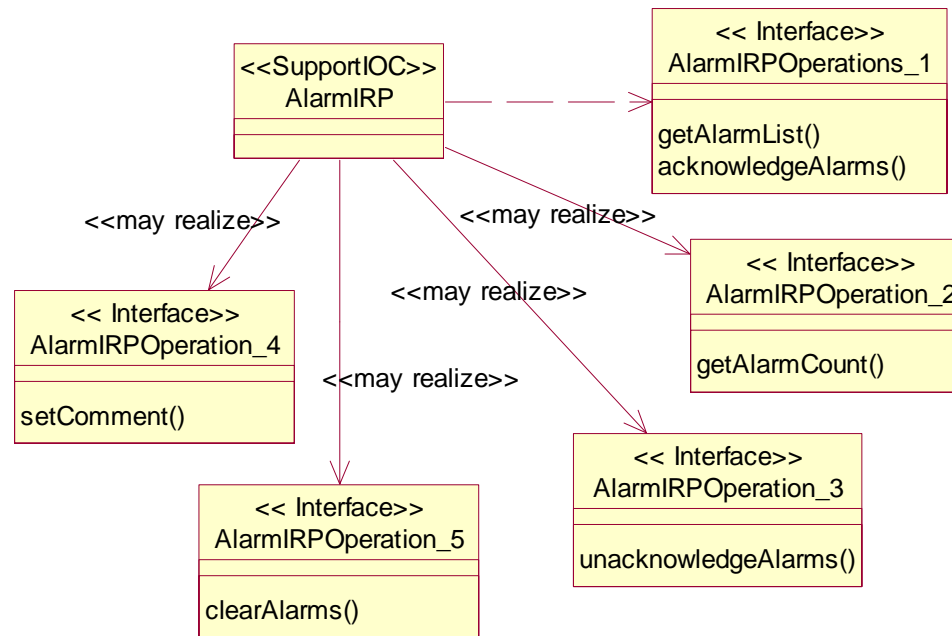 <<SupportIOC>>
AlarmIRP
<< Interface>>
AlarmIRPOperations_1
getAlarmList()
acknowledgeAlarms()
<<may realize>>
<<may realize>>
<<may realize>>
<<may realize>>
<< Interface>>
AlarmIRPOperation_2
getAlarmCount()
<< Interface>>
AlarmIRPOperation_4
setComment()
<< Interface>>
AlarmIRPOperation_3
unacknowledgeAlarms()
<< Interface>>
AlarmIRPOperation_5
clearAlarms()